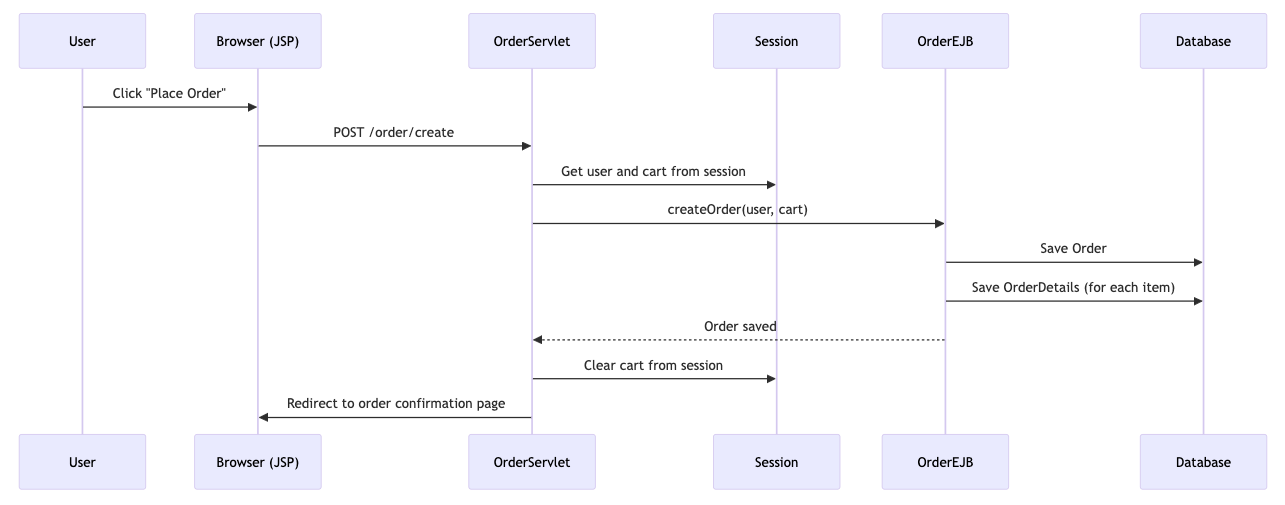 User
Browser (JSP)
OrderServlet
Session
OrderEJB
Database
Click "Place Order"
POST /order/create
Get user and cart from session
createOrder(user, cart)
Save Order
Save OrderDetails (for each item)
Order saved
Clear cart from session
Redirect to order confirmation page
User
Browser (JSP)
OrderServlet
Session
OrderEJB
Database